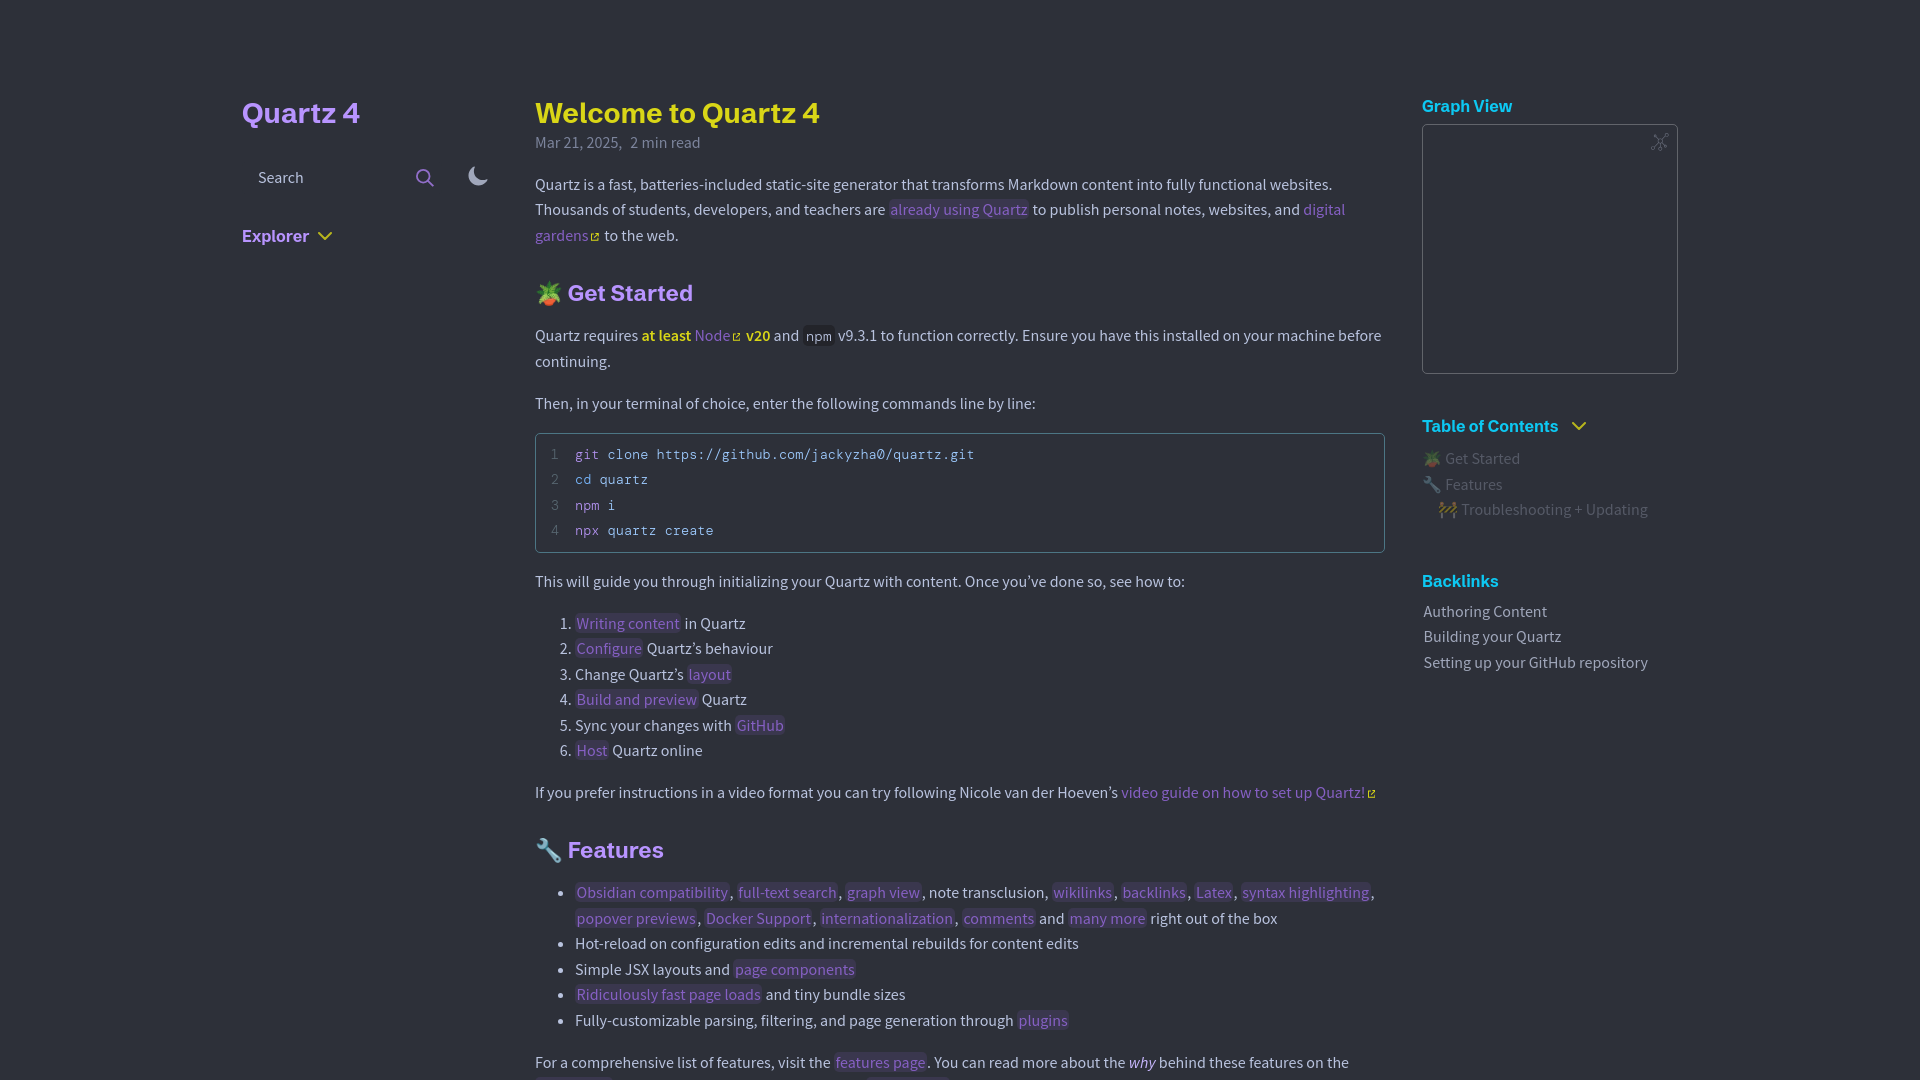 Quartz 4
Search
Explorer
Welcome to Quartz 4
Mar 21, 2025, 2 min read
Quartz is a fast, batteries-included static-site generator that transforms Markdown content into fully functional websites.
Thousands of students, developers, and teachers are already using Quartz to publish personal notes, websites, and digital
gardens to the web.
🪴 Get Started
Quartz requires at least Node v20 and npm v9.3.1 to function correctly. Ensure you have this installed on your machine before
continuing.
Then, in your terminal of choice, enter the following commands line by line:
1 git clone https://github.com/jackyzha0/quartz.git
2 cd quartz
3 npm i
4 npx quartz create
This will guide you through initializing your Quartz with content. Once you’ve done so, see how to:
1. Writing content in Quartz
2. Configure Quartz’s behaviour
3. Change Quartz’s layout
4. Build and preview Quartz
5. Sync your changes with GitHub
6. Host Quartz online
If you prefer instructions in a video format you can try following Nicole van der Hoeven’s video guide on how to set up Quartz!
🔧 Features
• Obsidian compatibility, full-text search, graph view, note transclusion, wikilinks, backlinks, Latex, syntax highlighting,
popover previews, Docker Support, internationalization, comments and many more right out of the box
• Hot-reload on configuration edits and incremental rebuilds for content edits
• Simple JSX layouts and page components
• Ridiculously fast page loads and tiny bundle sizes
• Fully-customizable parsing, filtering, and page generation through plugins
For a comprehensive list of features, visit the features page. You can read more about the why behind these features on the
Graph View
Table of Contents
🪴 Get Started
🔧 Features
🚧 Troubleshooting + Updating
Backlinks
Authoring Content
Building your Quartz
Setting up your GitHub repository